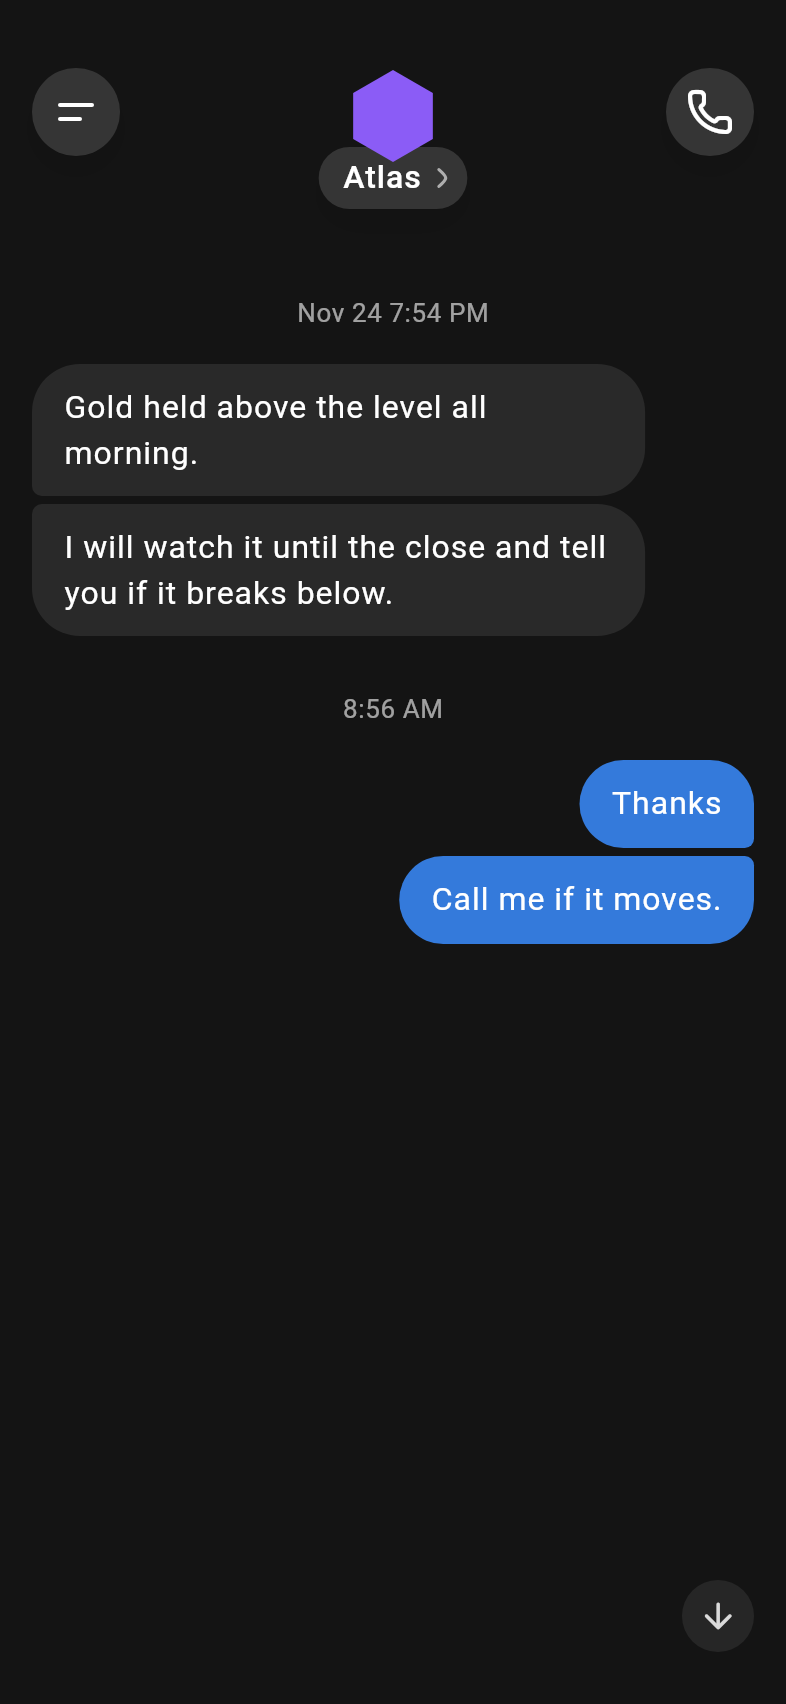 Atlas
Nov 24 7:54 PM
Gold held above the level all
morning.
I will watch it until the close and tell
you if it breaks below.
8:56 AM
Thanks
Call me if it moves.